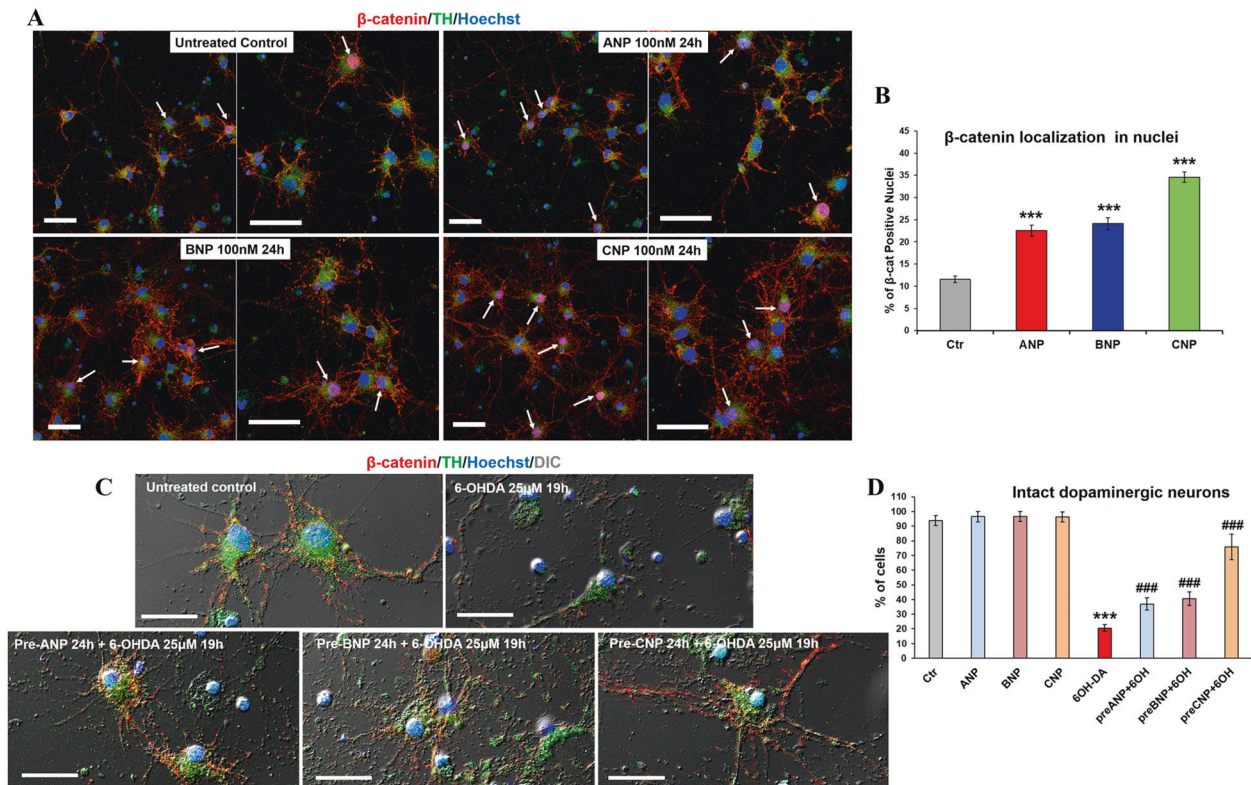 A
β-catenin/TH/Hoechst
Untreated Control
ANP 100nM 24h
BNP 100nM 24h
CNP 100nM 24h
B
β-catenin localization in nuclei
% of β-cat Positive Nuclei
45
40
35
30
25
20
15
10
5
0
***
***
***
Ctr
ANP
BNP
CNP
C
β-catenin/TH/Hoechst/DIC
Untreated control
6-OHDA 25μM 19h
Pre-ANP 24h + 6-OHDA 25μM 19h
Pre-BNP 24h + 6-OHDA 25μM 19h
Pre-CNP 24h + 6-OHDA 25μM 19h
D
Intact dopaminergic neurons
% of cells
110
100
90
80
70
60
50
40
30
20
10
0
***
###
###
###
Ctr
ANP
BNP
CNP
6OH-DA
preANP+6OH
preBNP+6OH
preCNP+6OH